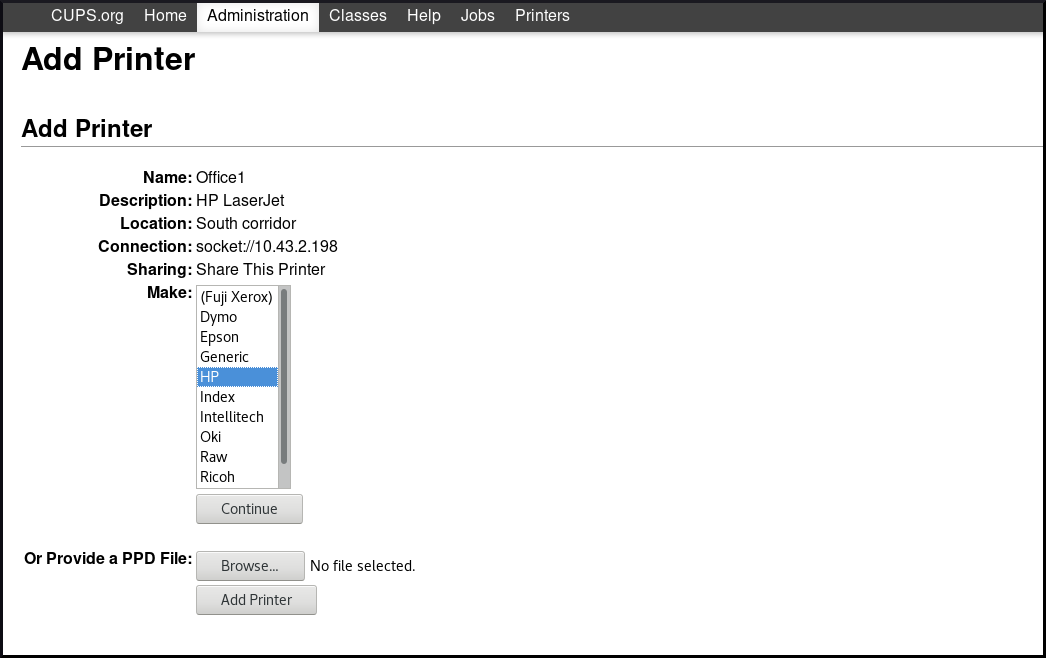 CUPS.org Home Administration Classes Help Jobs Printers
Add Printer
Add Printer
Name: Office1
Description: HP LaserJet
Location: South corridor
Connection: socket://10.43.2.198
Sharing: Share This Printer
Make:
(Fuji Xerox)
Dymo
Epson
Generic
HP
Index
Intellitech
Oki
Raw
Ricoh
Continue
Or Provide a PPD File: Browse... No file selected.
Add Printer